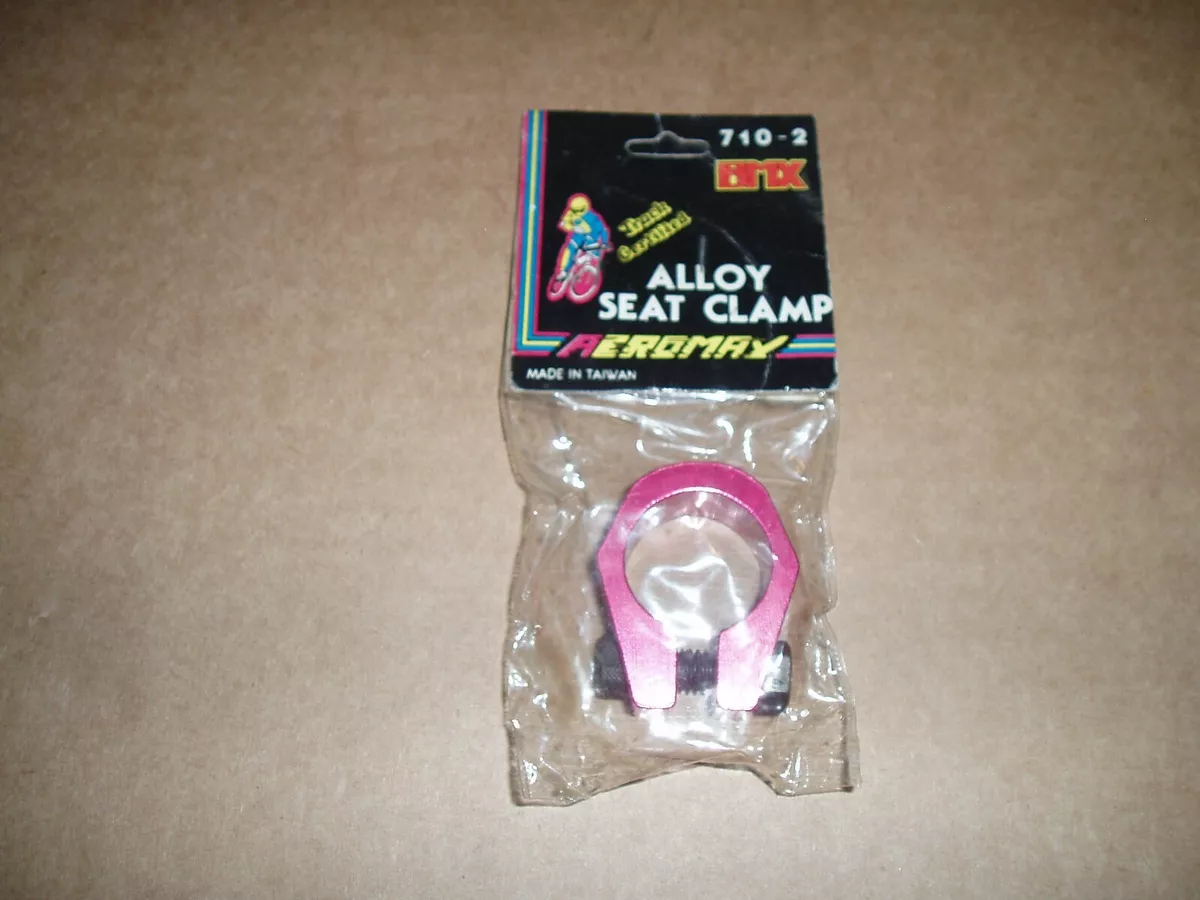 710-2
BMX
Track
Certified
ALLOY
SEAT CLAMP
AEROMAX
MADE IN TAIWAN